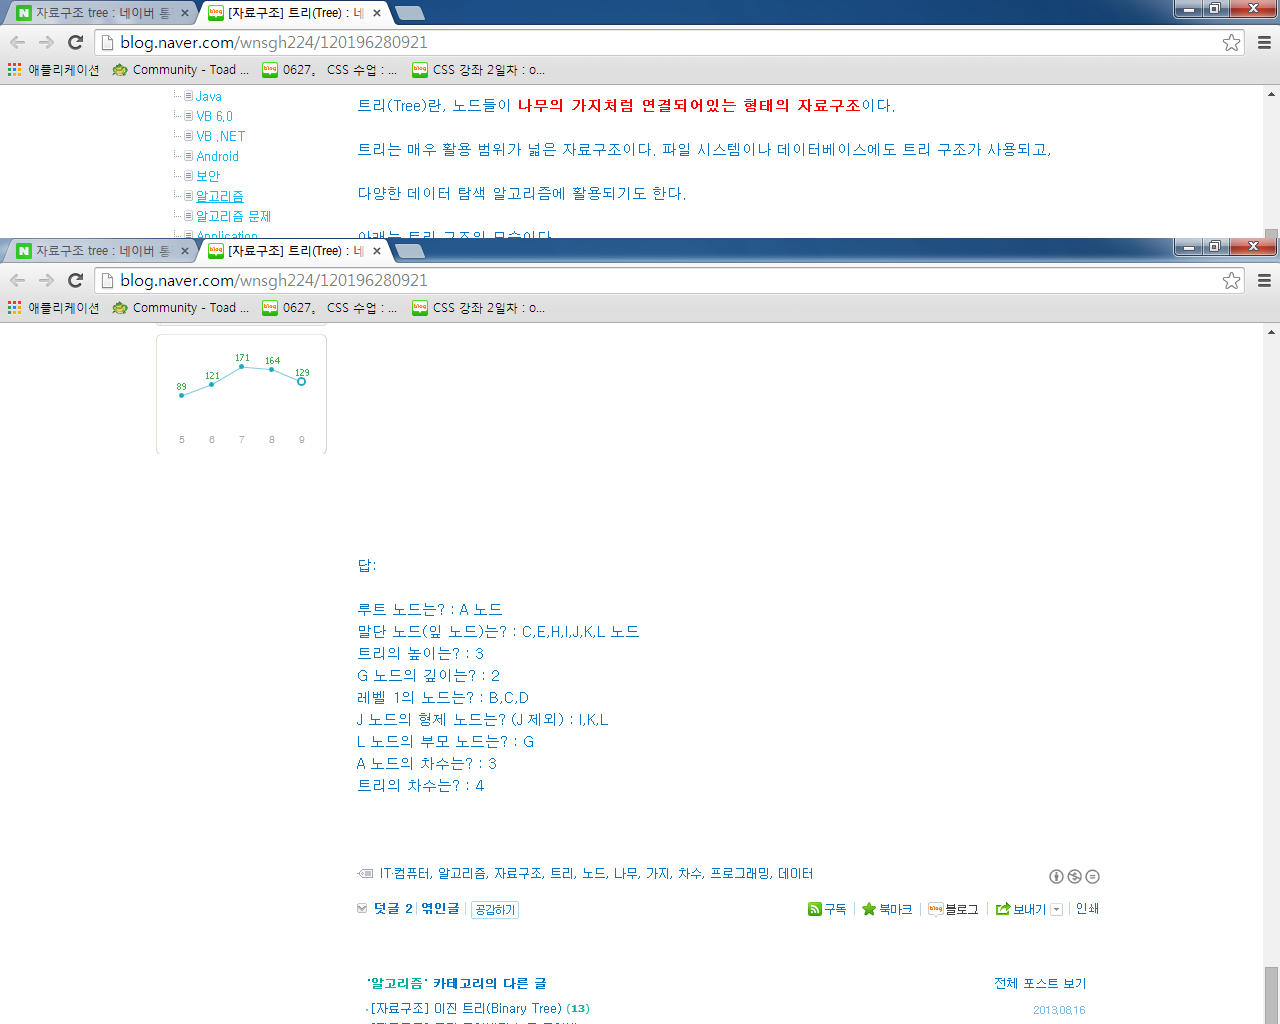 자료구조 tree : 네이버 통
[자료구조] 트리(Tree) : 네
blog.naver.com/wnsgh224/120196280921
애플리케이션
Community - Toad ...
0627。 CSS 수업 : ...
CSS 강좌 2일차 : o...
Java
VB 6.0
VB .NET
Android
보안
알고리즘
알고리즘 문제
Application
트리(Tree)란, 노드들이 나무의 가지처럼 연결되어있는 형태의 자료구조이다.
트리는 매우 활용 범위가 넓은 자료구조이다. 파일 시스템이나 데이터베이스에도 트리 구조가 사용되고,
다양한 데이터 탐색 알고리즘에 활용되기도 한다.
아래는 트리 구조의 모습이다
자료구조 tree : 네이버 통
[자료구조] 트리(Tree) : 네
blog.naver.com/wnsgh224/120196280921
애플리케이션
Community - Toad ...
0627。 CSS 수업 : ...
CSS 강좌 2일차 : o...
89 121 171 164 129
5 6 7 8 9
답:
루트 노드는? : A 노드
말단 노드(잎 노드)는? : C,E,H,I,J,K,L 노드
트리의 높이는? : 3
G 노드의 깊이는? : 2
레벨 1의 노드는? : B,C,D
J 노드의 형제 노드는? (J 제외) : I,K,L
L 노드의 부모 노드는? : G
A 노드의 차수는? : 3
트리의 차수는? : 4
IT·컴퓨터, 알고리즘, 자료구조, 트리, 노드, 나무, 가지, 차수, 프로그래밍, 데이터
덧글 2 엮인글 공감하기
구독 북마크 블로그 보내기 인쇄
'알고리즘' 카테고리의 다른 글
전체 포스트 보기
· [자료구조] 이진 트리(Binary Tree) (13)
2013.08.16